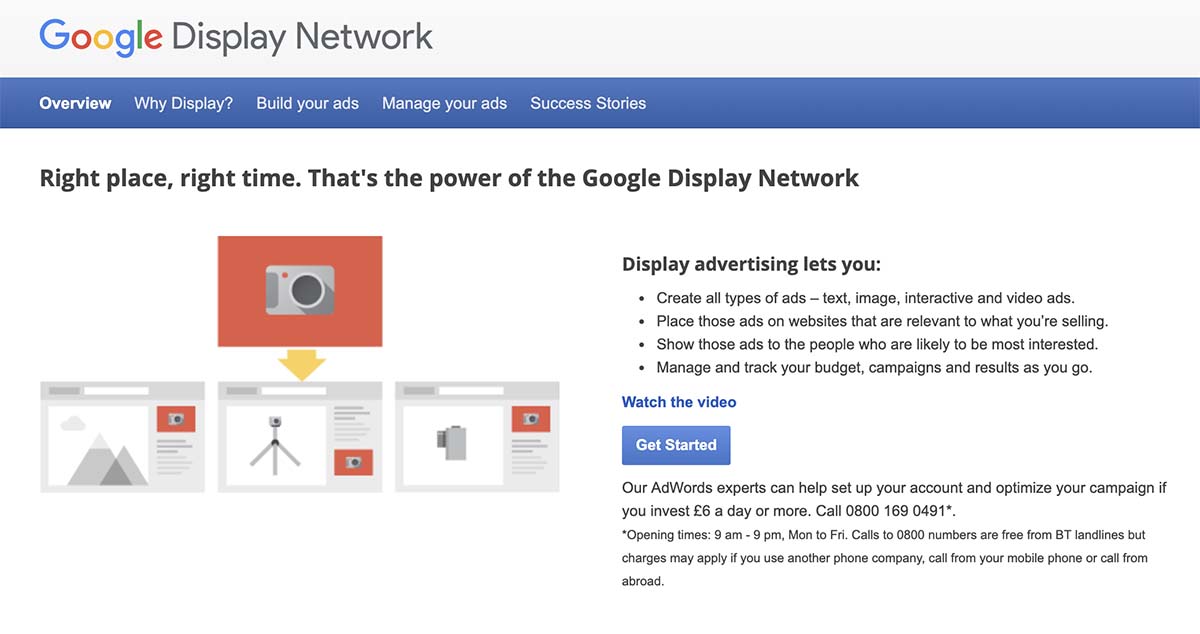 Google Display Network
Overview Why Display? Build your ads Manage your ads Success Stories
Right place, right time. That's the power of the Google Display Network
Display advertising lets you:
• Create all types of ads – text, image, interactive and video ads.
• Place those ads on websites that are relevant to what you’re selling.
• Show those ads to the people who are likely to be most interested.
• Manage and track your budget, campaigns and results as you go.
Watch the video
Get Started
Our AdWords experts can help set up your account and optimize your campaign if
you invest £6 a day or more. Call 0800 169 0491*.
*Opening times: 9 am - 9 pm, Mon to Fri. Calls to 0800 numbers are free from BT landlines but
charges may apply if you use another phone company, call from your mobile phone or call from
abroad.